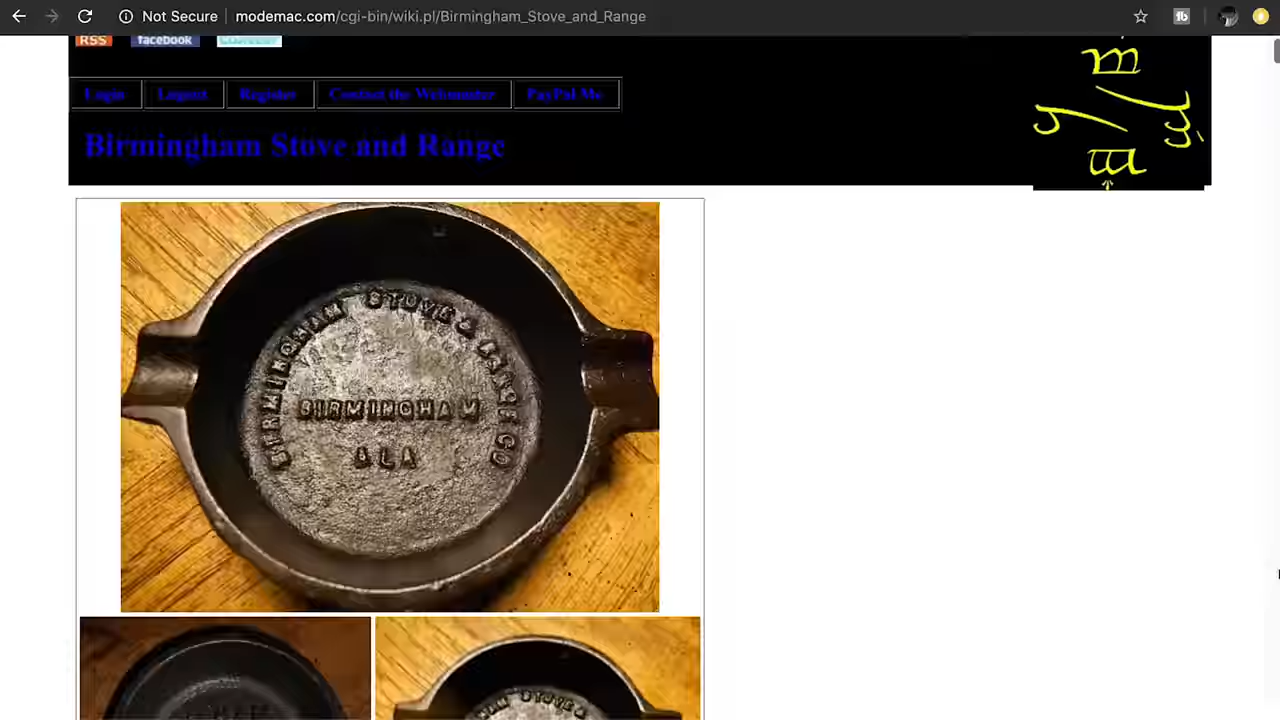 Not Secure modemac.com/cgi-bin/wiki.pl/Birmingham_Stove_and_Range
RSS facebook
Login Logout Register Contact the Webmaster PayPal Me
Birmingham Stove and Range
BIRMINGHAM STOVE & RANGE CO
BIRMINGHAM
ALA
STOVE &